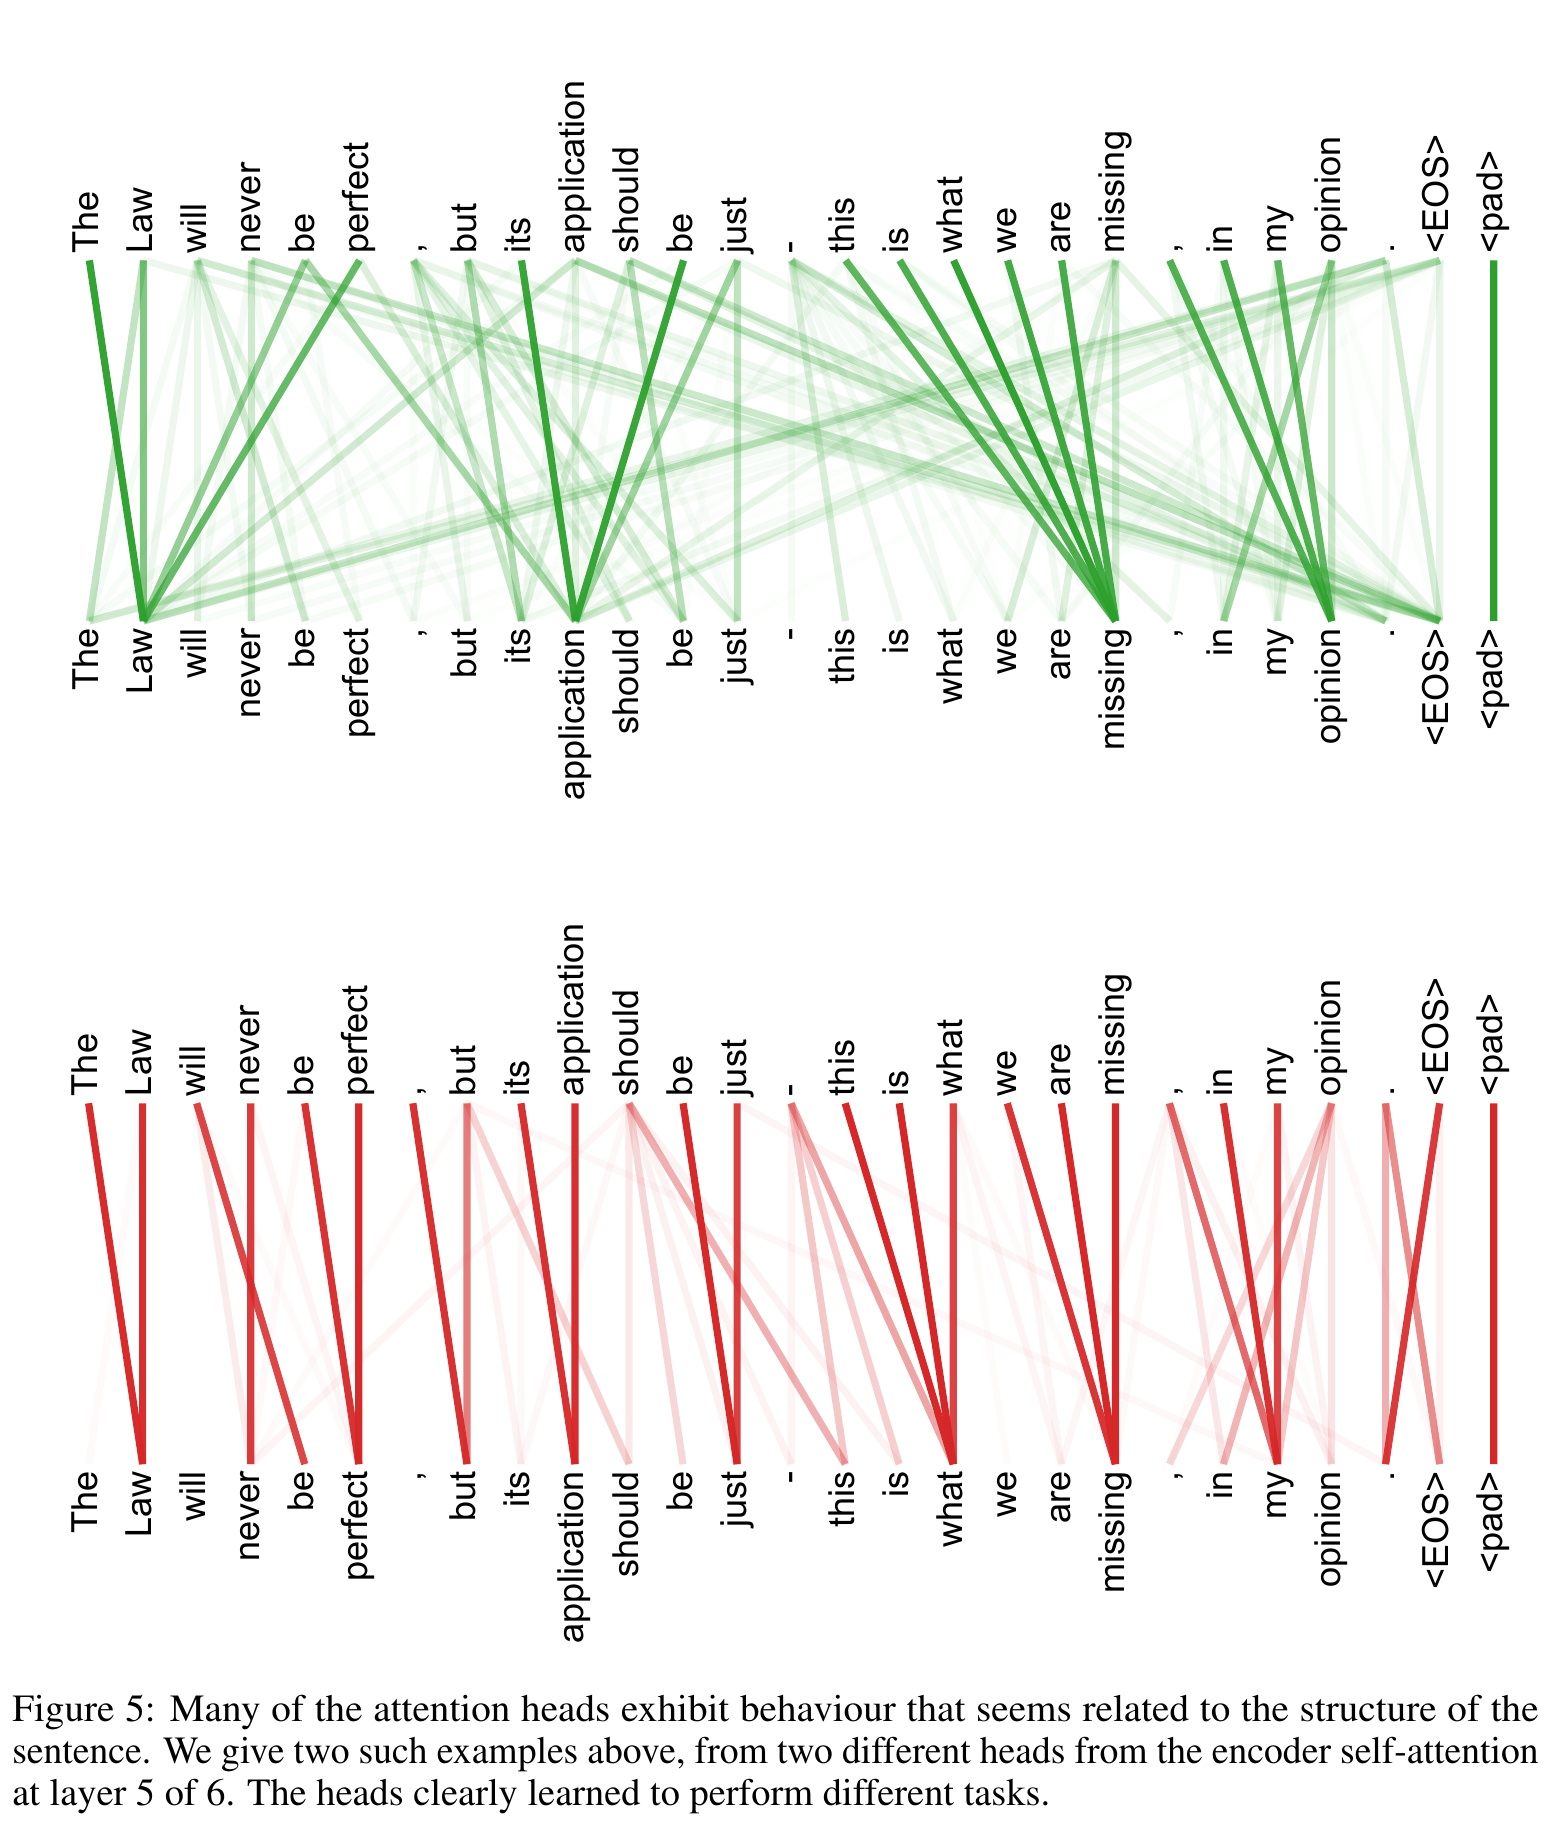 The Law will never be perfect , but its application should be just - this is what we are missing , in my opinion . <EOS> <pad>
The Law will never be perfect , but its application should be just - this is what we are missing , in my opinion . <EOS> <pad>
The Law will never be perfect , but its application should be just - this is what we are missing , in my opinion . <EOS> <pad>
The Law will never be perfect , but its application should be just - this is what we are missing , in my opinion . <EOS> <pad>
Figure 5: Many of the attention heads exhibit behaviour that seems related to the structure of the
sentence. We give two such examples above, from two different heads from the encoder self-attention
at layer 5 of 6. The heads clearly learned to perform different tasks.